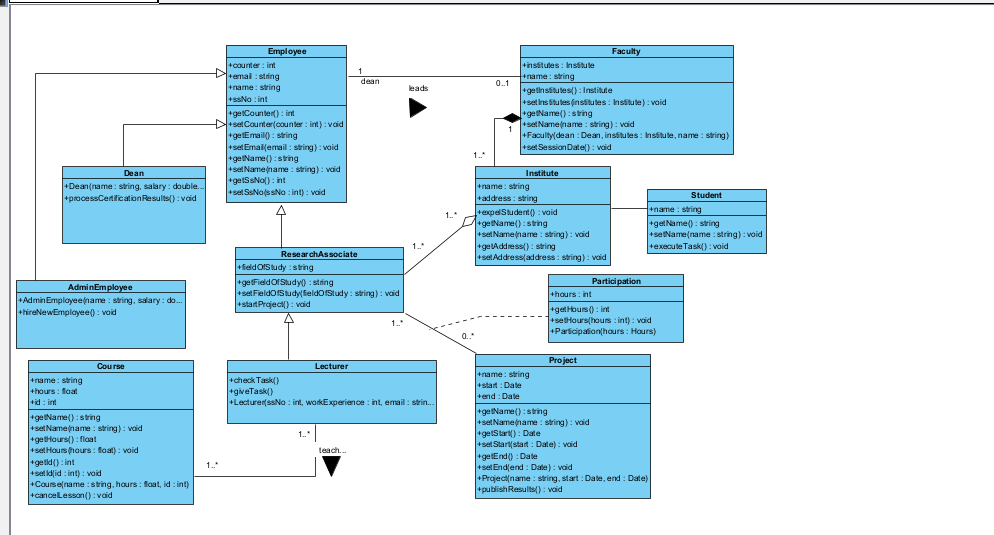 Employee
+counter : int
+email : string
+name : string
+ssNo : int
+getCounter() : int
+setCounter(counter : int) : void
+getEmail() : string
+setEmail(email : string) : void
+getName() : string
+setName(name : string) : void
+getSsNo() : int
+setSsNo(ssNo : int) : void
1
dean
leads
0..1
Faculty
+institutes : Institute
+name : string
+getInstitutes() : Institute
+setInstitutes(institutes : Institute) : void
+getName() : string
+setName(name : string) : void
+Faculty(dean : Dean, institutes : Institute, name : string)
+setSessionDate() : void
1
1..*
Dean
+Dean(name : string, salary : double...
+processCertificationResults() : void
Institute
+name : string
+address : string
+expelStudent() : void
+getName() : string
+setName(name : string) : void
+getAddress() : string
+setAddress(address : string) : void
Student
+name : string
+getName() : string
+setName(name : string) : void
+executeTask() : void
1..*
1..*
ResearchAssociate
+fieldOfStudy : string
+getFieldOfStudy() : string
+setFieldOfStudy(fieldOfStudy : string) : void
+startProject() : void
AdminEmployee
+AdminEmployee(name : string, salary : do...
+hireNewEmployee() : void
Participation
+hours : int
+getHours() : int
+setHours(hours : int) : void
+Participation(hours : Hours)
1..*
0..*
Course
+name : string
+hours : float
+id : int
+getName() : string
+setName(name : string) : void
+getHours() : float
+setHours(hours : float) : void
+getId() : int
+setId(id : int) : void
+Course(name : string, hours : float, id : int)
+cancelLesson() : void
Lecturer
+checkTask()
+giveTask()
+Lecturer(ssNo : int, workExperience : int, email : strin...
1..*
teach...
1..*
Project
+name : string
+start : Date
+end : Date
+getName() : string
+setName(name : string) : void
+getStart() : Date
+setStart(start : Date) : void
+getEnd() : Date
+setEnd(end : Date) : void
+Project(name : string, start : Date, end : Date)
+publishResults() : void